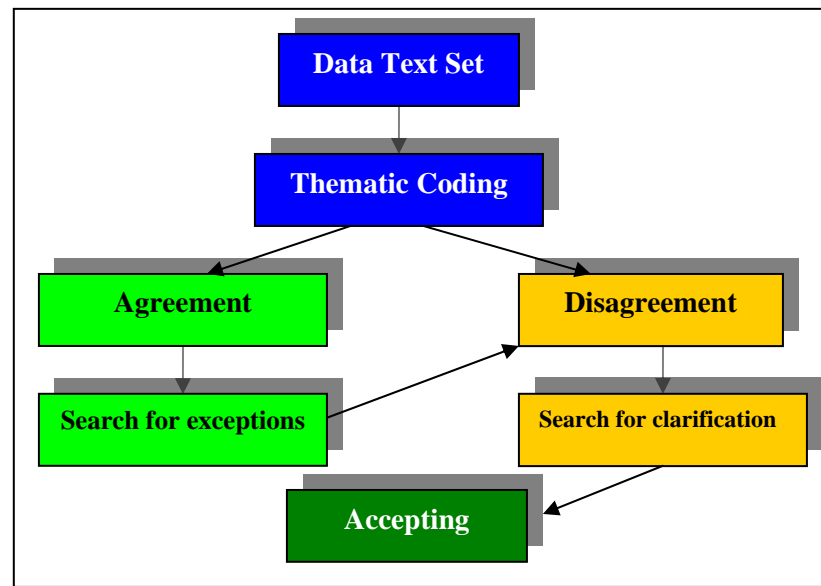 Data Text Set
Thematic Coding
Agreement
Disagreement
Search for exceptions
Search for clarification
Accepting